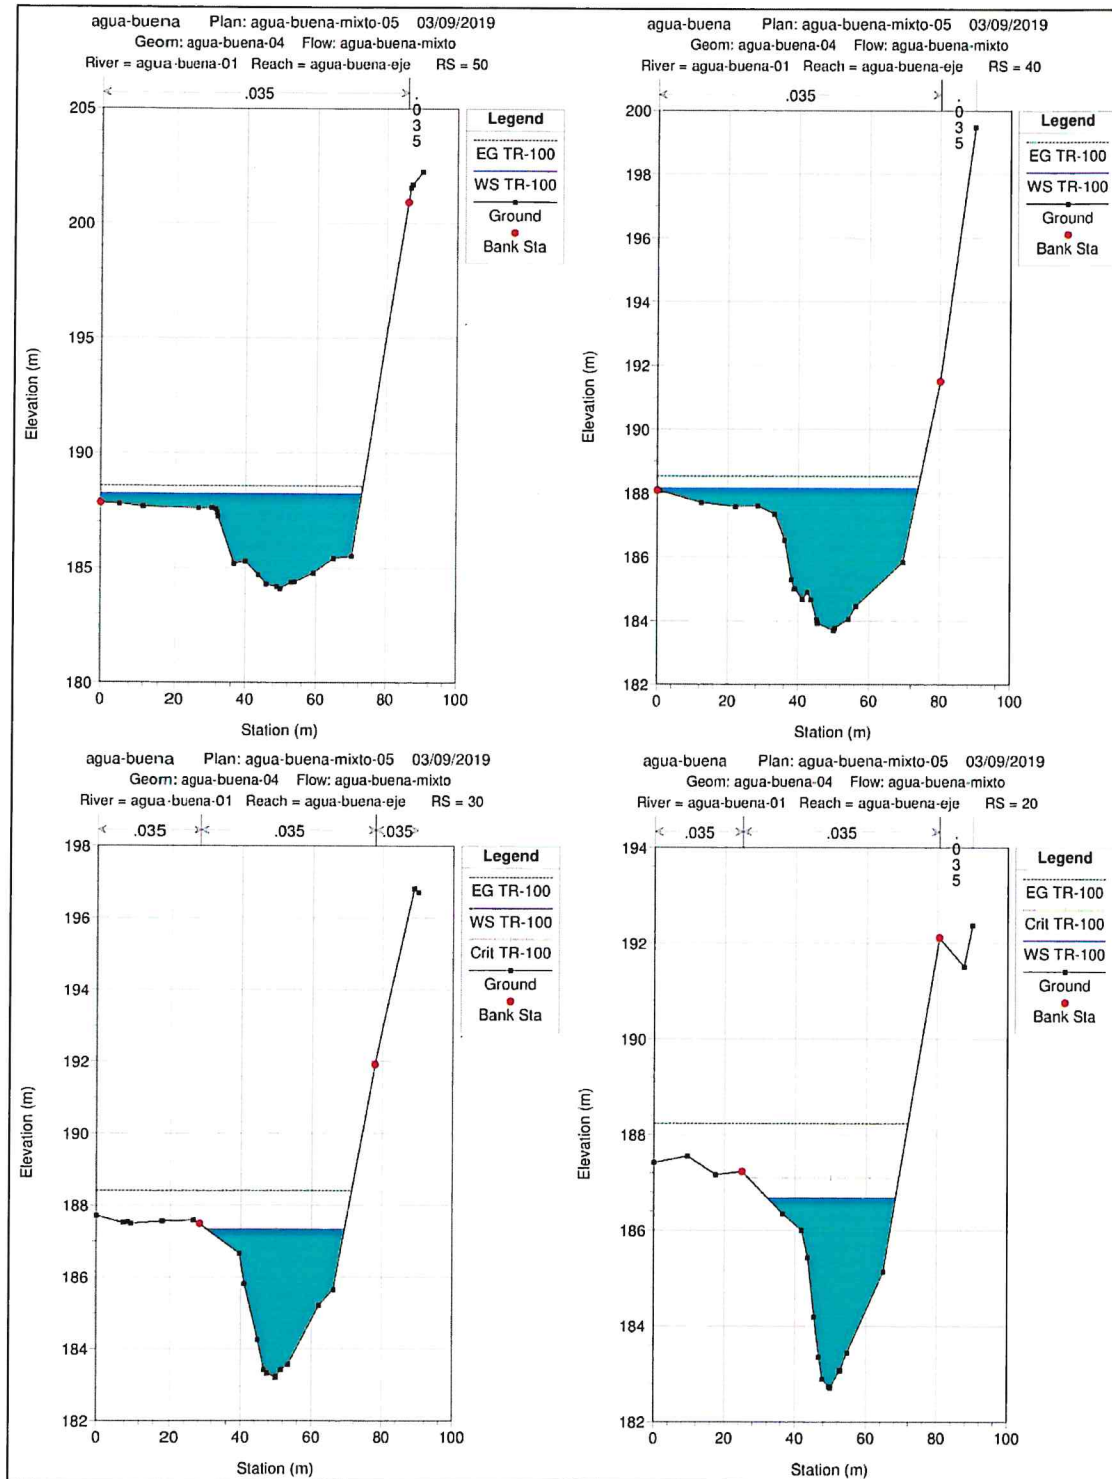 agua-buena Plan: agua-buena-mixto-05 03/09/2019
Geom: agua-buena-04 Flow: agua-buena-mixto
River = agua-buena-01 Reach = agua-buena-eje RS = 50
.035
.035
Legend
EG TR-100
WS TR-100
Ground
Bank Sta
205
200
195
190
185
180
Elevation (m)
0 20 40 60 80 100
Station (m)
agua-buena Plan: agua-buena-mixto-05 03/09/2019
Geom: agua-buena-04 Flow: agua-buena-mixto
River = agua-buena-01 Reach = agua-buena-eje RS = 40
.035
.035
Legend
EG TR-100
WS TR-100
Ground
Bank Sta
200
198
196
194
192
190
188
186
184
182
Elevation (m)
0 20 40 60 80 100
Station (m)
agua-buena Plan: agua-buena-mixto-05 03/09/2019
Geom: agua-buena-04 Flow: agua-buena-mixto
River = agua-buena-01 Reach = agua-buena-eje RS = 30
.035 .035 .035
Legend
EG TR-100
WS TR-100
Crit TR-100
Ground
Bank Sta
198
196
194
192
190
188
186
184
182
Elevation (m)
0 20 40 60 80 100
Station (m)
agua-buena Plan: agua-buena-mixto-05 03/09/2019
Geom: agua-buena-04 Flow: agua-buena-mixto
River = agua-buena-01 Reach = agua-buena-eje RS = 20
.035 .035
.035
Legend
EG TR-100
Crit TR-100
WS TR-100
Ground
Bank Sta
194
192
190
188
186
184
182
Elevation (m)
0 20 40 60 80 100
Station (m)